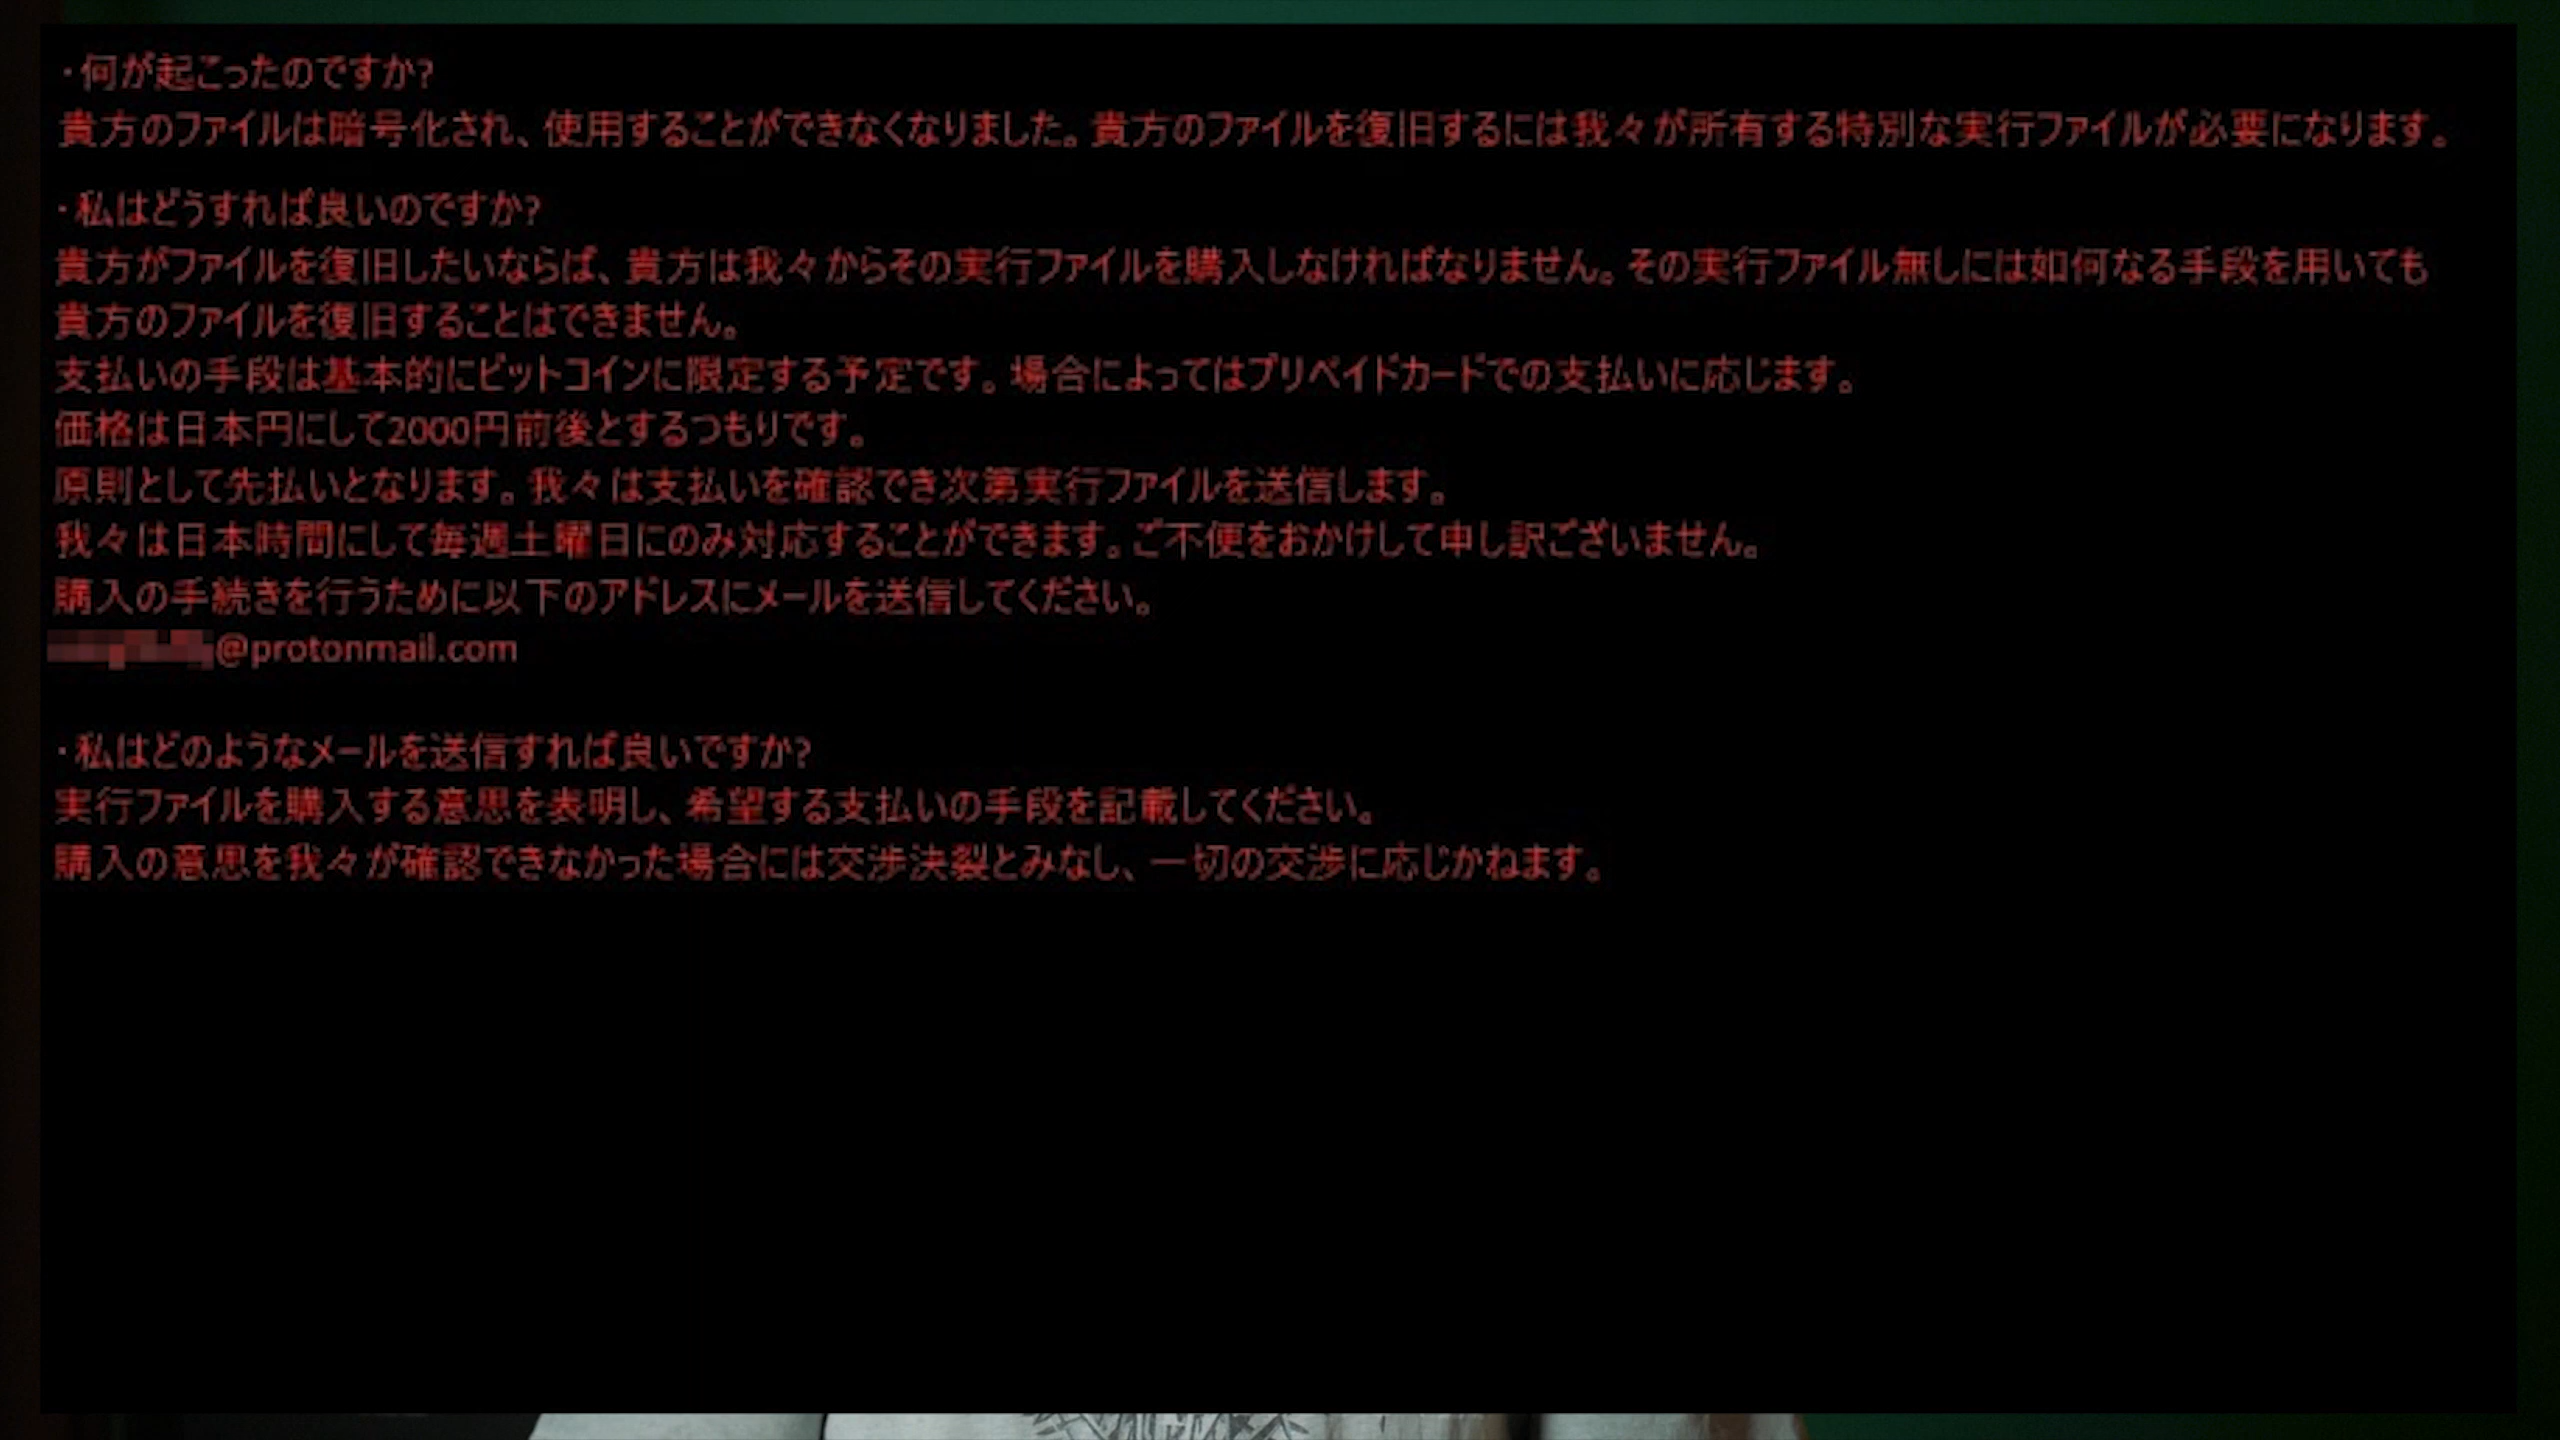 ・何が起こったのですか?
貴方のファイルは暗号化され、使用することができなくなりました。貴方のファイルを復旧するには我々が所有する特別な実行ファイルが必要になります。
・私はどうすれば良いのですか?
貴方がファイルを復旧したいならば、貴方は我々からその実行ファイルを購入しなければなりません。その実行ファイル無しには如何なる手段を用いても
貴方のファイルを復旧することはできません。
支払いの手段は基本的にビットコインに限定する予定です。場合によってはプリペイドカードでの支払いに応じます。
価格は日本円にして2000円前後とするつもりです。
原則として先払いとなります。我々は支払いを確認でき次第実行ファイルを送信します。
我々は日本時間にして毎週土曜日にのみ対応することができます。ご不便をおかけして申し訳ございません。
購入の手続きを行うために以下のアドレスにメールを送信してください。
@protonmail.com
・私はどのようなメールを送信すれば良いですか?
実行ファイルを購入する意思を表明し、希望する支払いの手段を記載してください。
購入の意思を我々が確認できなかった場合には交渉決裂とみなし、一切の交渉に応じかねます。